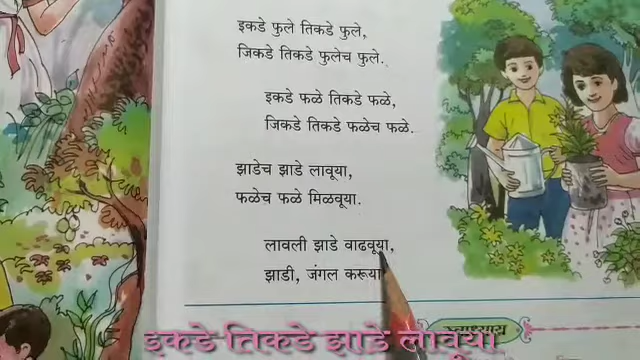 इकडे फुले तिकडे फुले,
जिकडे तिकडे फुलेच फुले.
इकडे फळे तिकडे फळे,
जिकडे तिकडे फळेच फळे.
झाडेच झाडे लावूया,
फळेच फळे मिळवूया.
लावली झाडे वाढवूया,
झाडी, जंगल करूया
स्वाध्याय
इकडे तिकडे झाडे लावूया